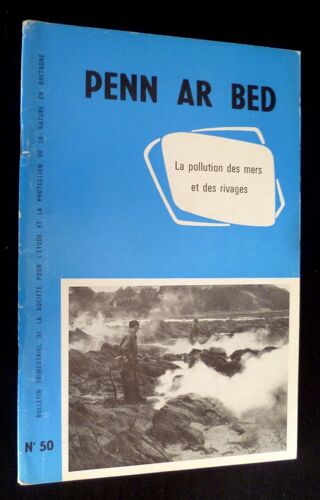 PENN AR BED
La pollution des mers
et des rivages
BULLETIN TRIMESTRIEL DE LA SOCIÉTÉ POUR L'ÉTUDE ET LA PROTECTION DE LA NATURE EN BRETAGNE
N° 50